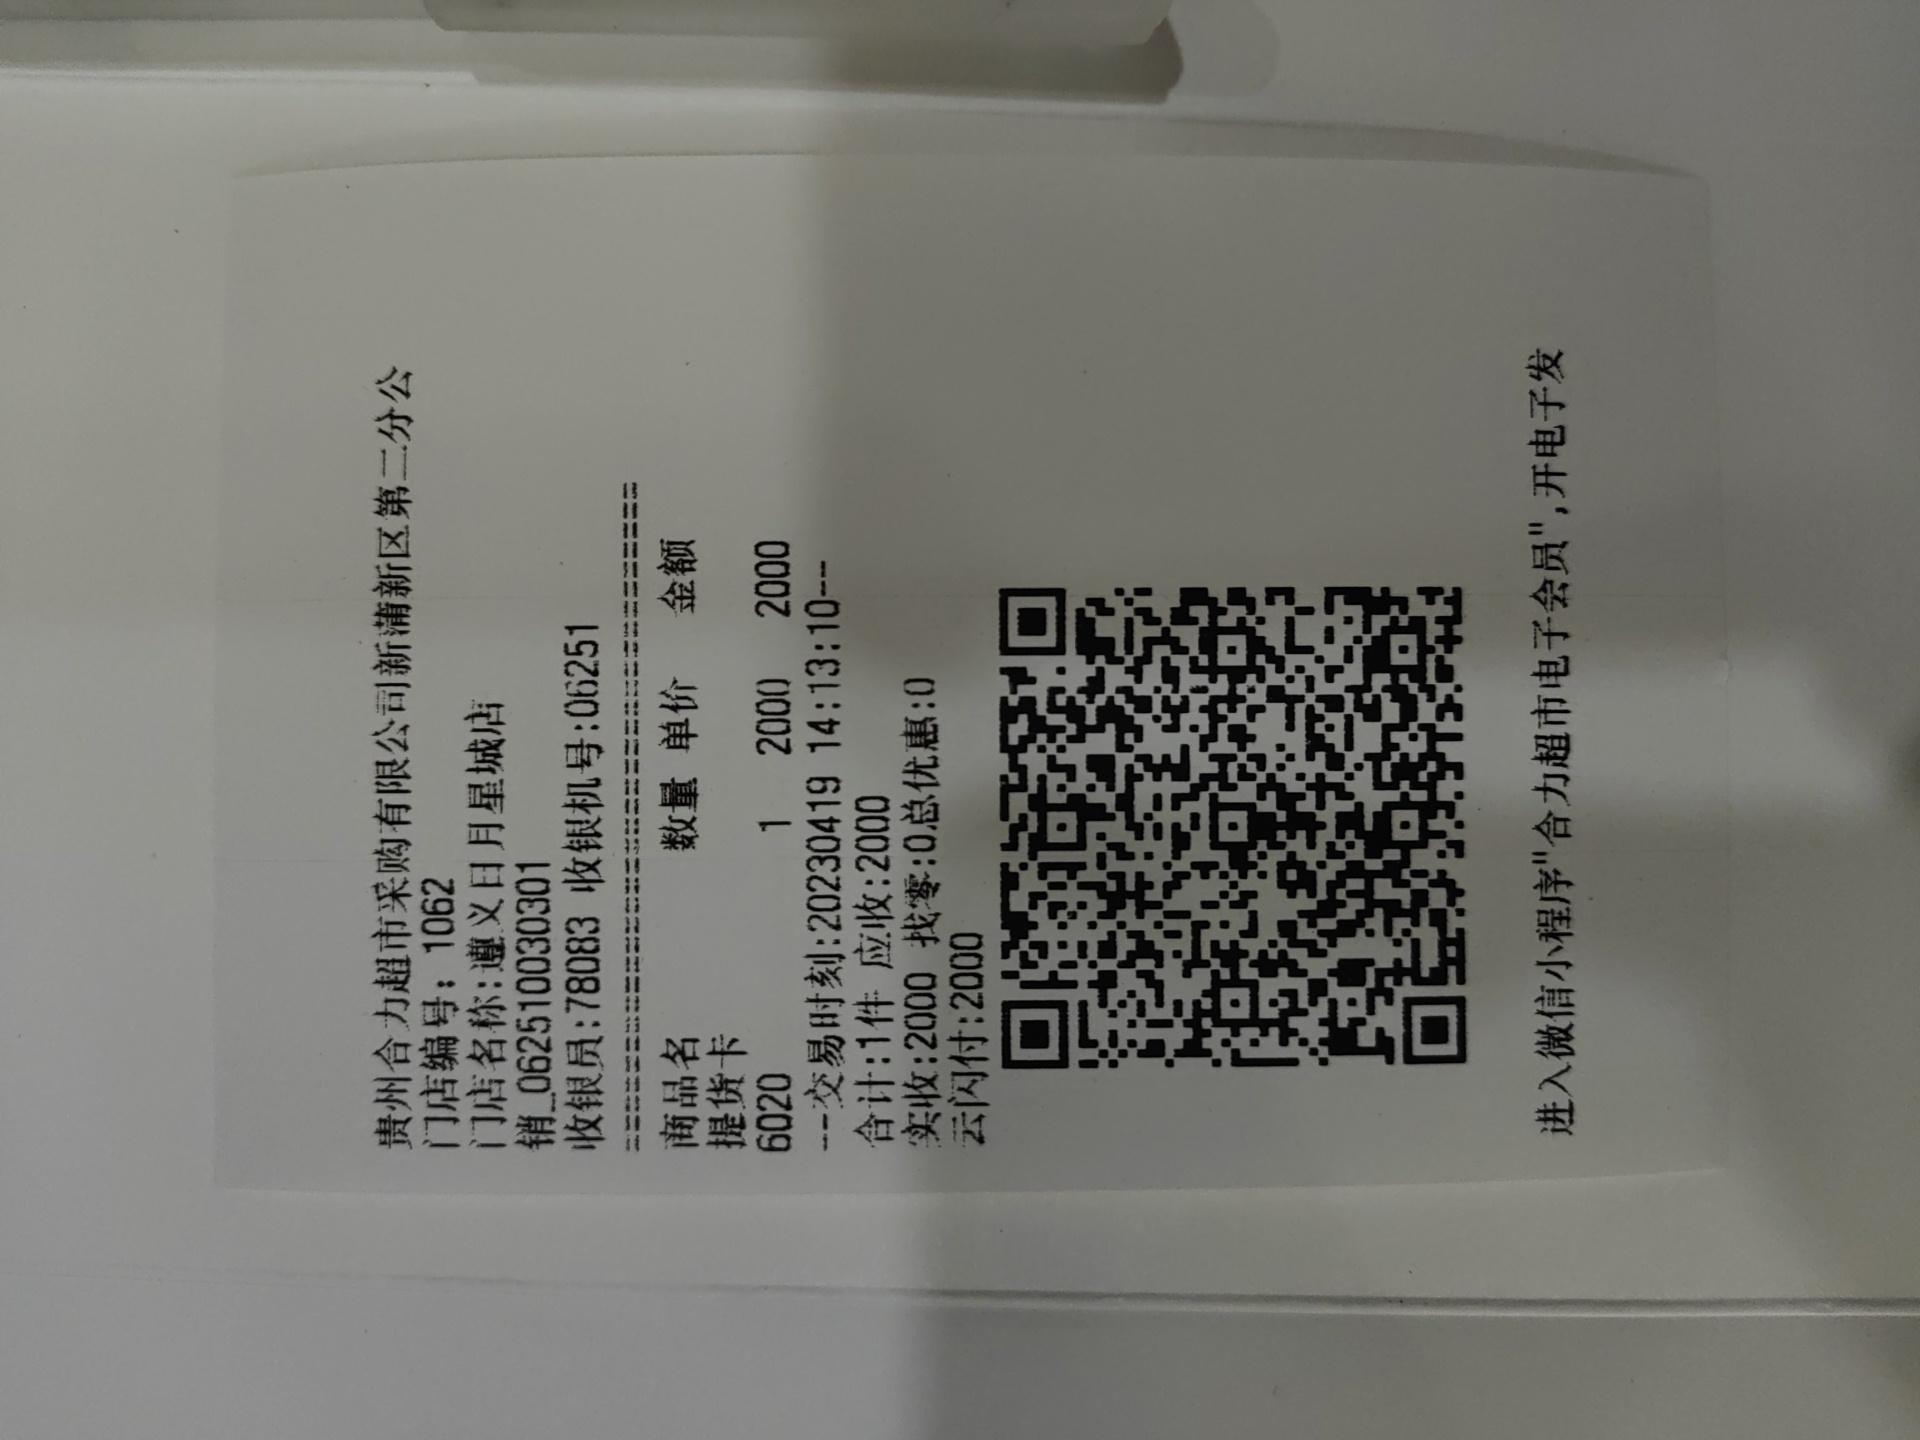 贵州合力超市采购有限公司新蒲新区第二分公
门店编号: 1062
门店名称:遵义日月星城店
销_062510030301
收银员:78083 收银机号:06251
==================================================
商品名 数量 单价 金额
提货卡
6020 1 2000 2000
--交易时刻:20230419 14:13:10--
合计:1件 应收:2000
实收:2000 找零:0总优惠:0
云闪付:2000
进入微信小程序"合力超市电子会员",开电子发